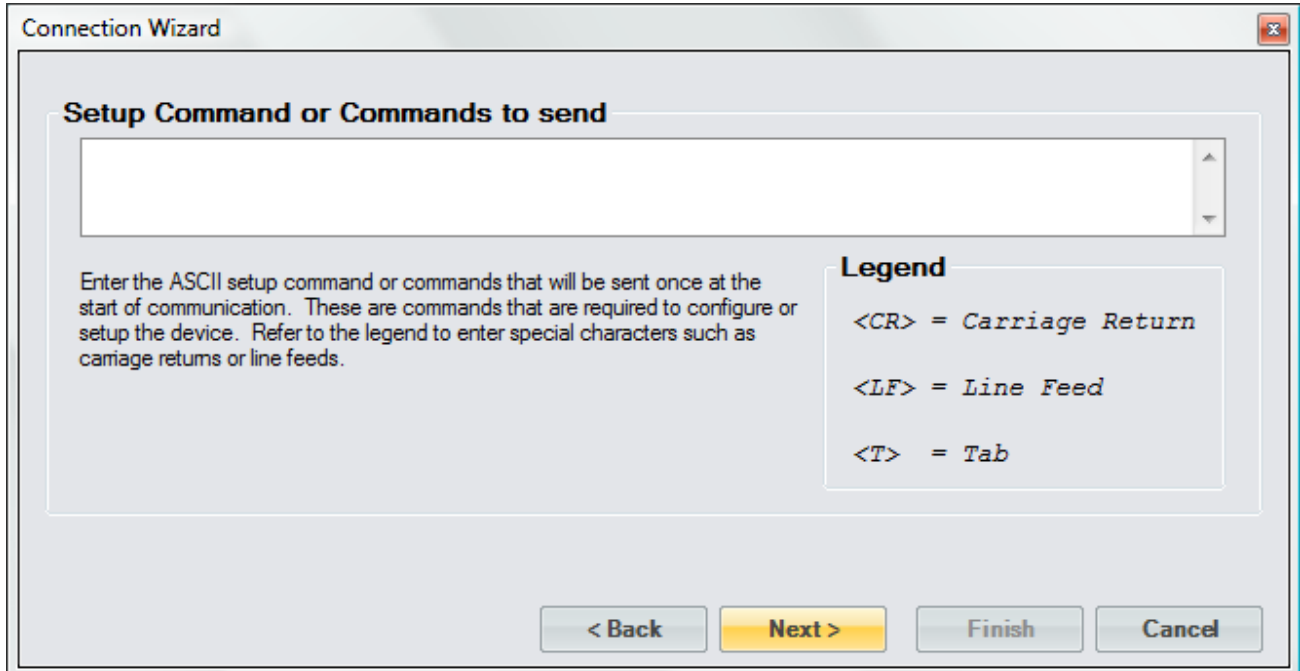 Connection Wizard
Setup Command or Commands to send
Enter the ASCII setup command or commands that will be sent once at the
start of communication.  These are commands that are required to configure or
setup the device.  Refer to the legend to enter special characters such as
carriage returns or line feeds.
Legend
<CR> = Carriage Return
<LF> = Line Feed
<T>  = Tab
< Back
Next >
Finish
Cancel